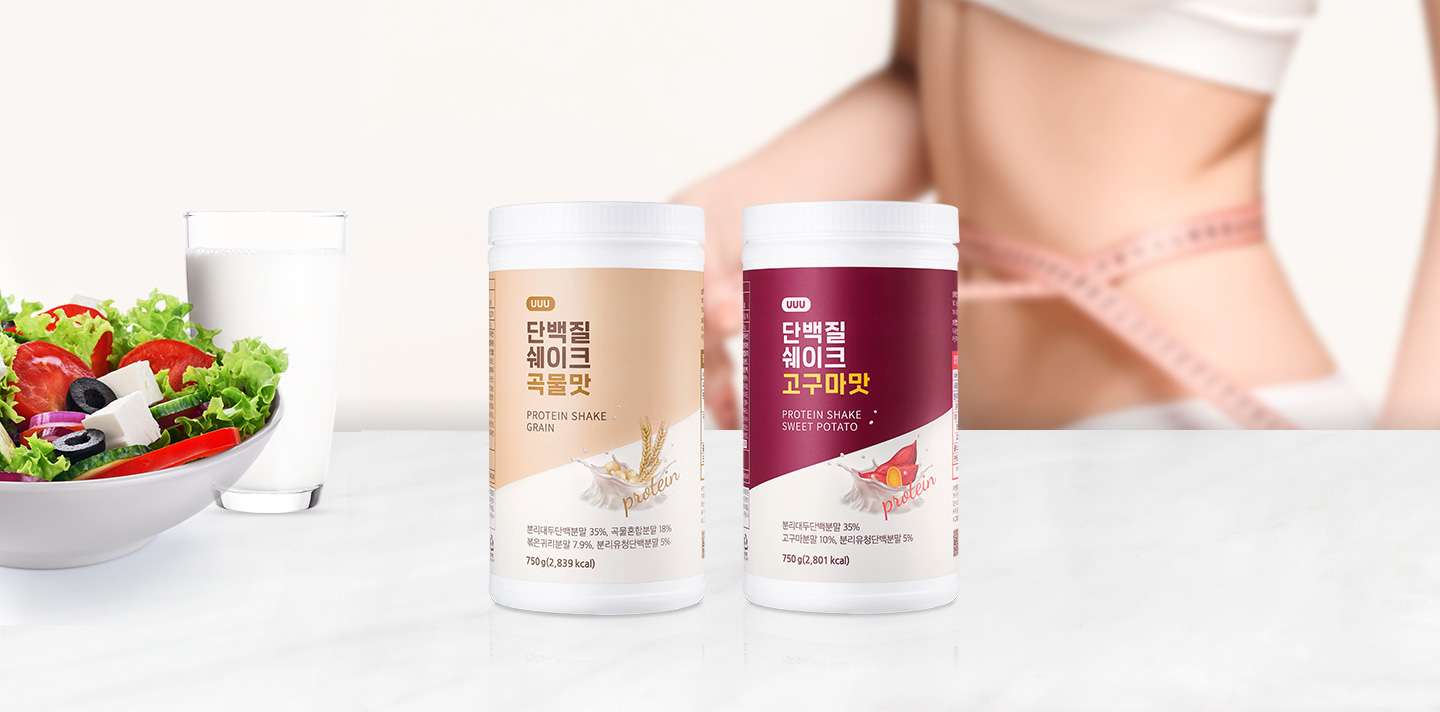 UUU
단백질
쉐이크
곡물맛
PROTEIN SHAKE
GRAIN
protein
분리대두단백분말 35%, 곡물혼합분말 18%
볶은귀리분말 7.9%, 분리유청단백분말 5%
750g(2,839 kcal)
UUU
단백질
쉐이크
고구마맛
PROTEIN SHAKE
SWEET POTATO
protein
분리대두단백분말 35%
고구마분말 10%, 분리유청단백분말 5%
750g(2,801 kcal)